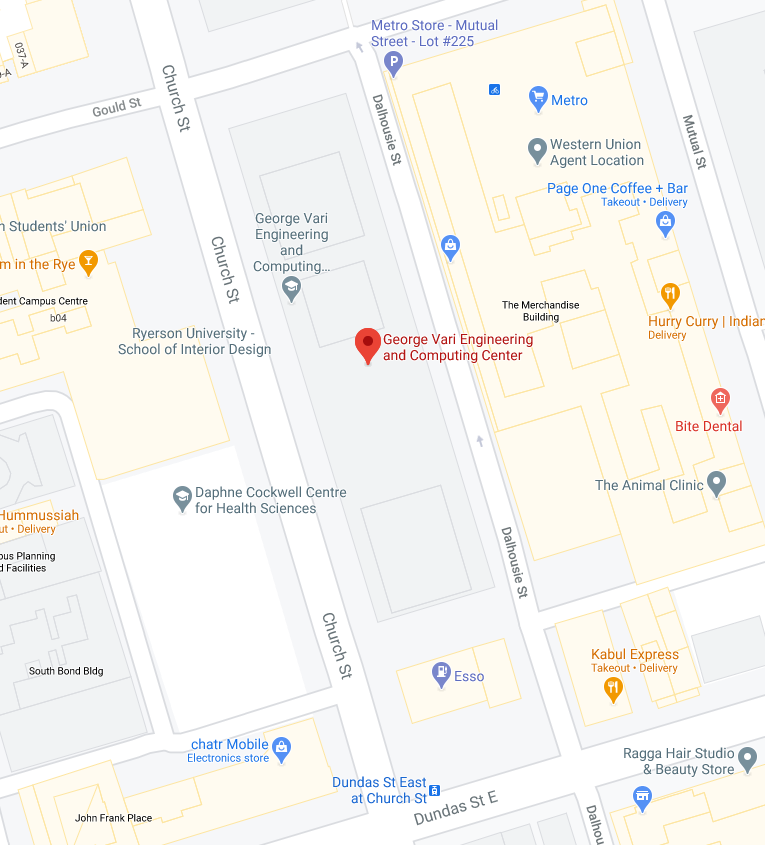 Metro Store - Mutual
Street - Lot #225
P
037-A
-A
Church St
Gould St
Dalhousie St
Metro
Mutual St
Western Union
Agent Location
Page One Coffee + Bar
Takeout • Delivery
George Vari
Engineering
and
Computing...
n Students' Union
m in the Rye
Church St
dent Campus Centre
b04
The Merchandise
Building
Hurry Curry | Indian
Delivery
Ryerson University -
School of Interior Design
George Vari Engineering
and Computing Center
Bite Dental
The Animal Clinic
Daphne Cockwell Centre
for Health Sciences
Hummussiah
ut • Delivery
pus Planning
d Facilities
Dalhousie St
Church St
South Bond Bldg
Esso
Kabul Express
Takeout • Delivery
chatr Mobile
Electronics store
Ragga Hair Studio
& Beauty Store
Dundas St East
at Church St
Dundas St E
John Frank Place
Dalhou